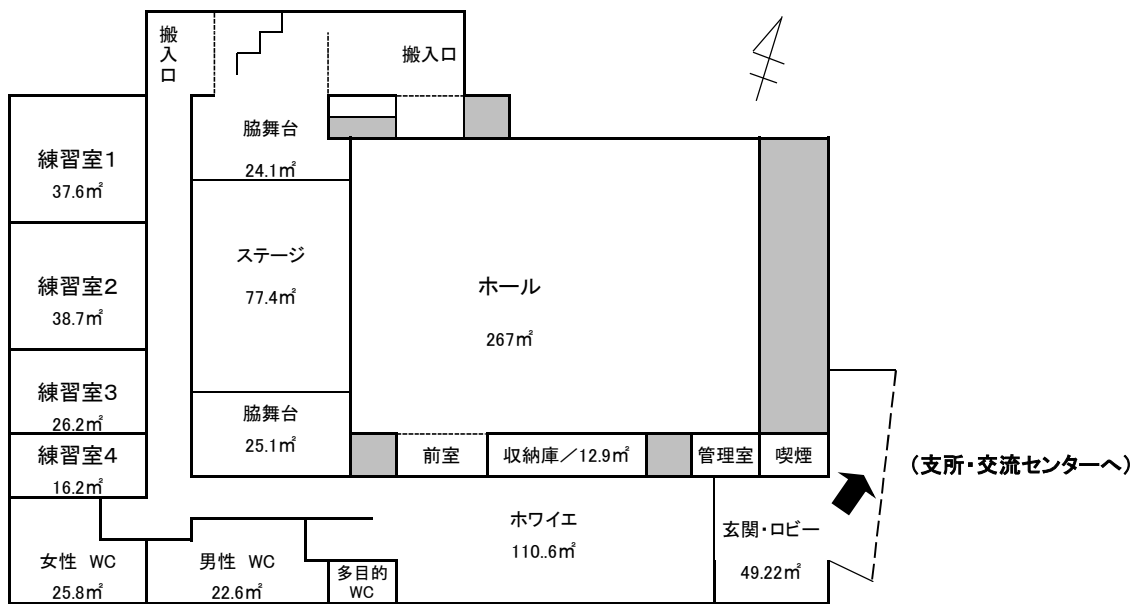 搬入口
搬入口
脇舞台
24.1㎡
練習室1
37.6㎡
ステージ
77.4㎡
ホール
267㎡
練習室2
38.7㎡
練習室3
26.2㎡
脇舞台
25.1㎡
練習室4
16.2㎡
前室
収納庫/12.9㎡
管理室
喫煙
(支所・交流センターへ)
ホワイエ
110..6㎡
玄関・ロビー
49.22㎡
女性 WC
25.8㎡
男性 WC
22.6㎡
多目的
WC